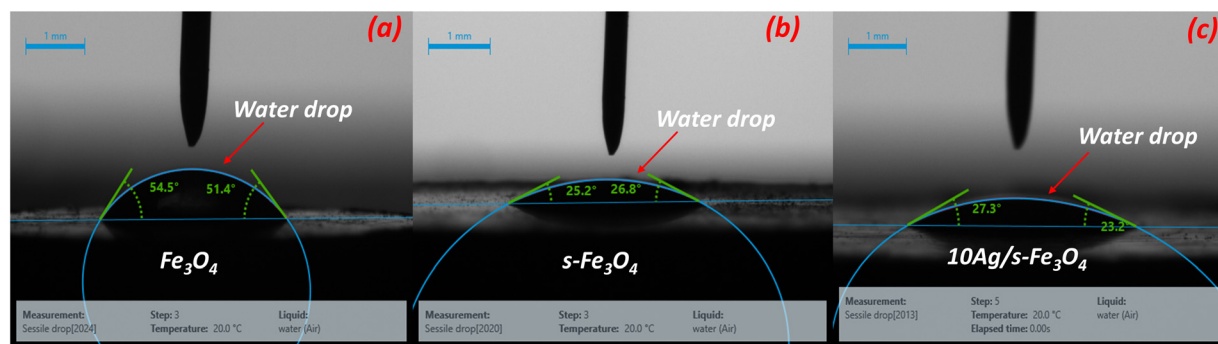 1 mm
(a)
Water drop
54.5°
51.4°
Fe₃O₄
Measurement:
Sessile drop[2024]
Step: 3
Temperature: 20.0 °C
Liquid:
water (Air)
1 mm
(b)
Water drop
25.2°
26.8°
s-Fe₃O₄
Measurement:
Sessile drop[2020]
Step: 3
Temperature: 20.0 °C
Liquid:
water (Air)
1 mm
(c)
Water drop
27.3°
23.2°
10Ag/s-Fe₃O₄
Measurement:
Sessile drop[2013]
Step: 5
Temperature: 20.0 °C
Elapsed time: 0.00s
Liquid:
water (Air)